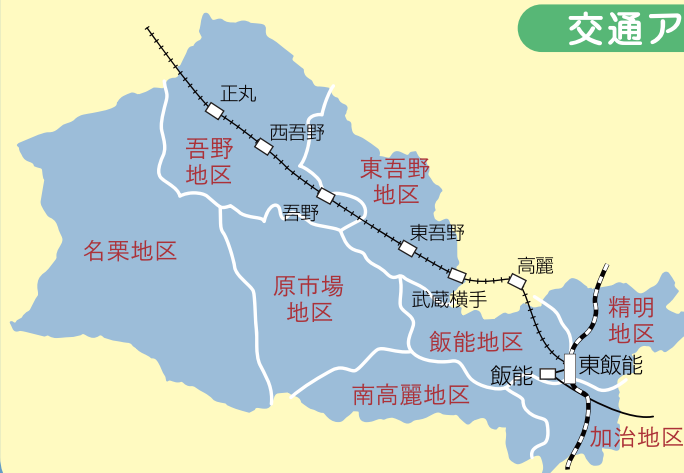 交通ア
正丸
西吾野
吾野
地区
東吾野
地区
吾野
東吾野
名栗地区
高麗
原市場
地区
武蔵横手
精明
地区
飯能地区
東飯能
飯能
南高麗地区
加治地区